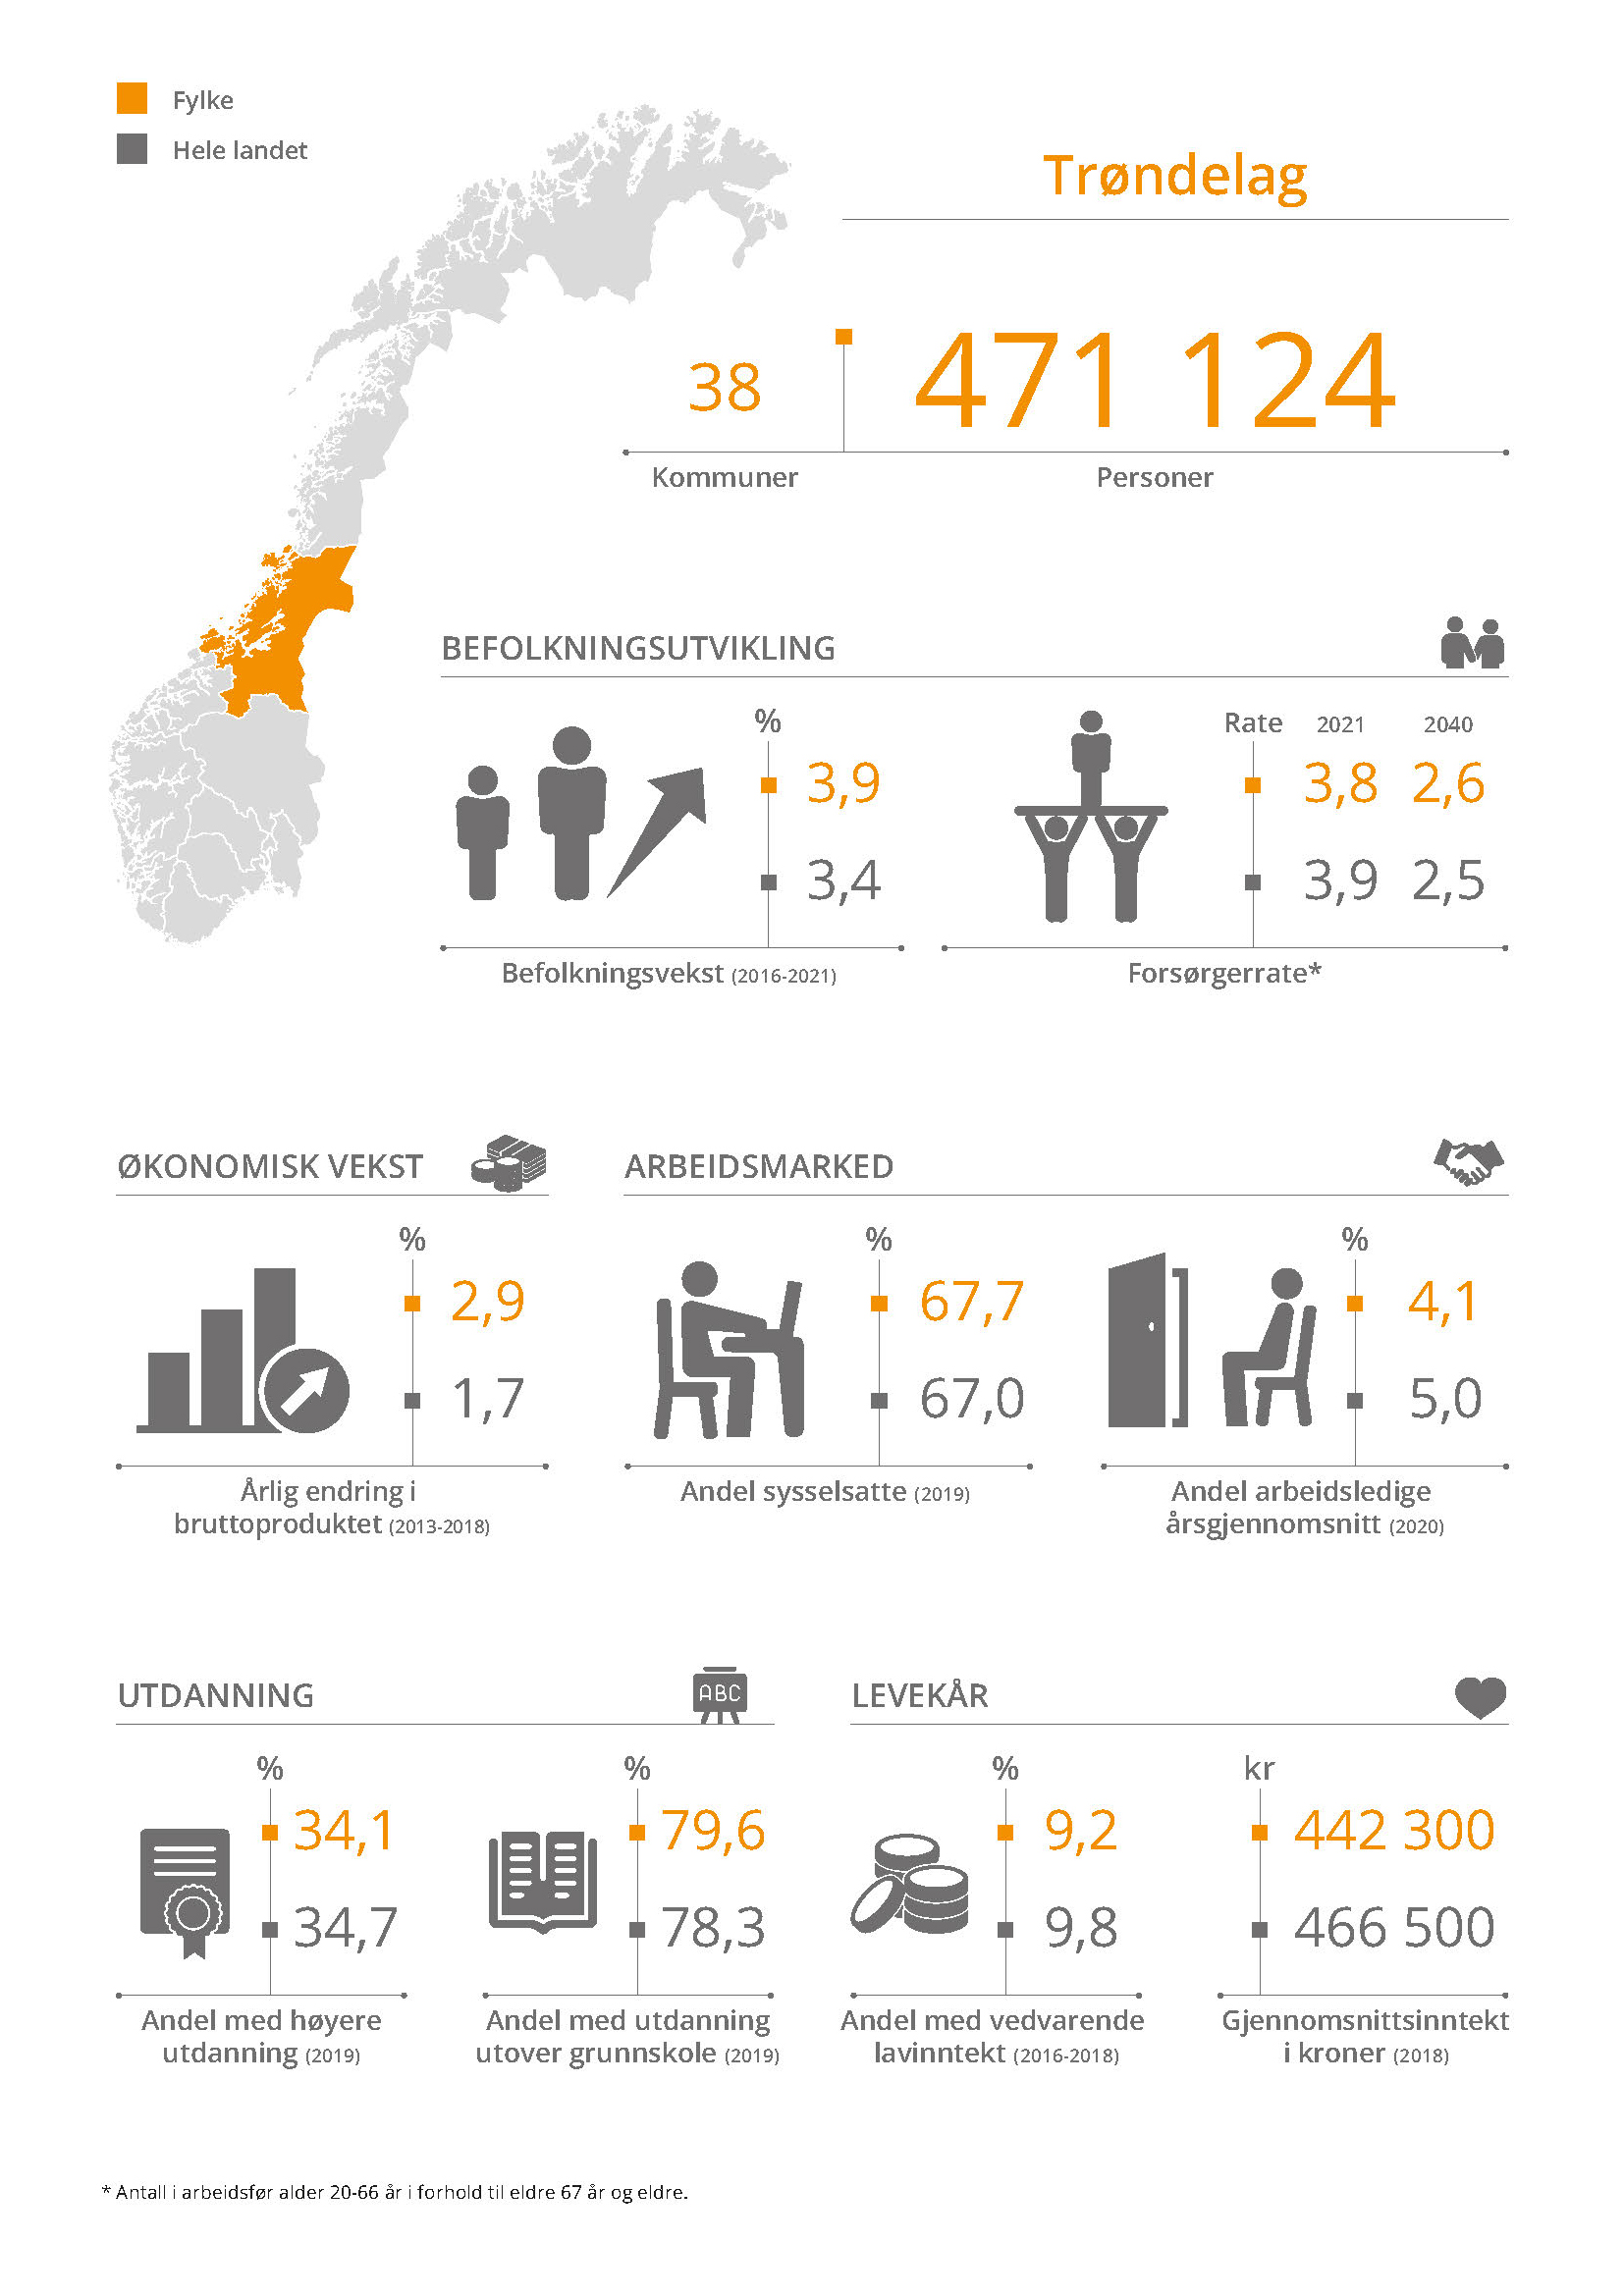 Fylke
Hele landet
Trøndelag
38
471 124
Kommuner
Personer
BEFOLKNINGSUTVIKLING
%
3,9
3,4
Befolkningsvekst (2016-2021)
Rate 2021 2040
3,8 2,6
3,9 2,5
Forsørgerrate*
ØKONOMISK VEKST
%
2,9
1,7
Årlig endring i
bruttoproduktet (2013-2018)
ARBEIDSMARKED
%
67,7
67,0
Andel sysselsatte (2019)
%
4,1
5,0
Andel arbeidsledige
årsgjennomsnitt (2020)
UTDANNING
ABC
%
34,1
34,7
Andel med høyere
utdanning (2019)
%
79,6
78,3
Andel med utdanning
utover grunnskole (2019)
LEVEKÅR
%
9,2
9,8
Andel med vedvarende
lavinntekt (2016-2018)
kr
442 300
466 500
Gjennomsnittsinntekt
i kroner (2018)
* Antall i arbeidsfør alder 20-66 år i forhold til eldre 67 år og eldre.